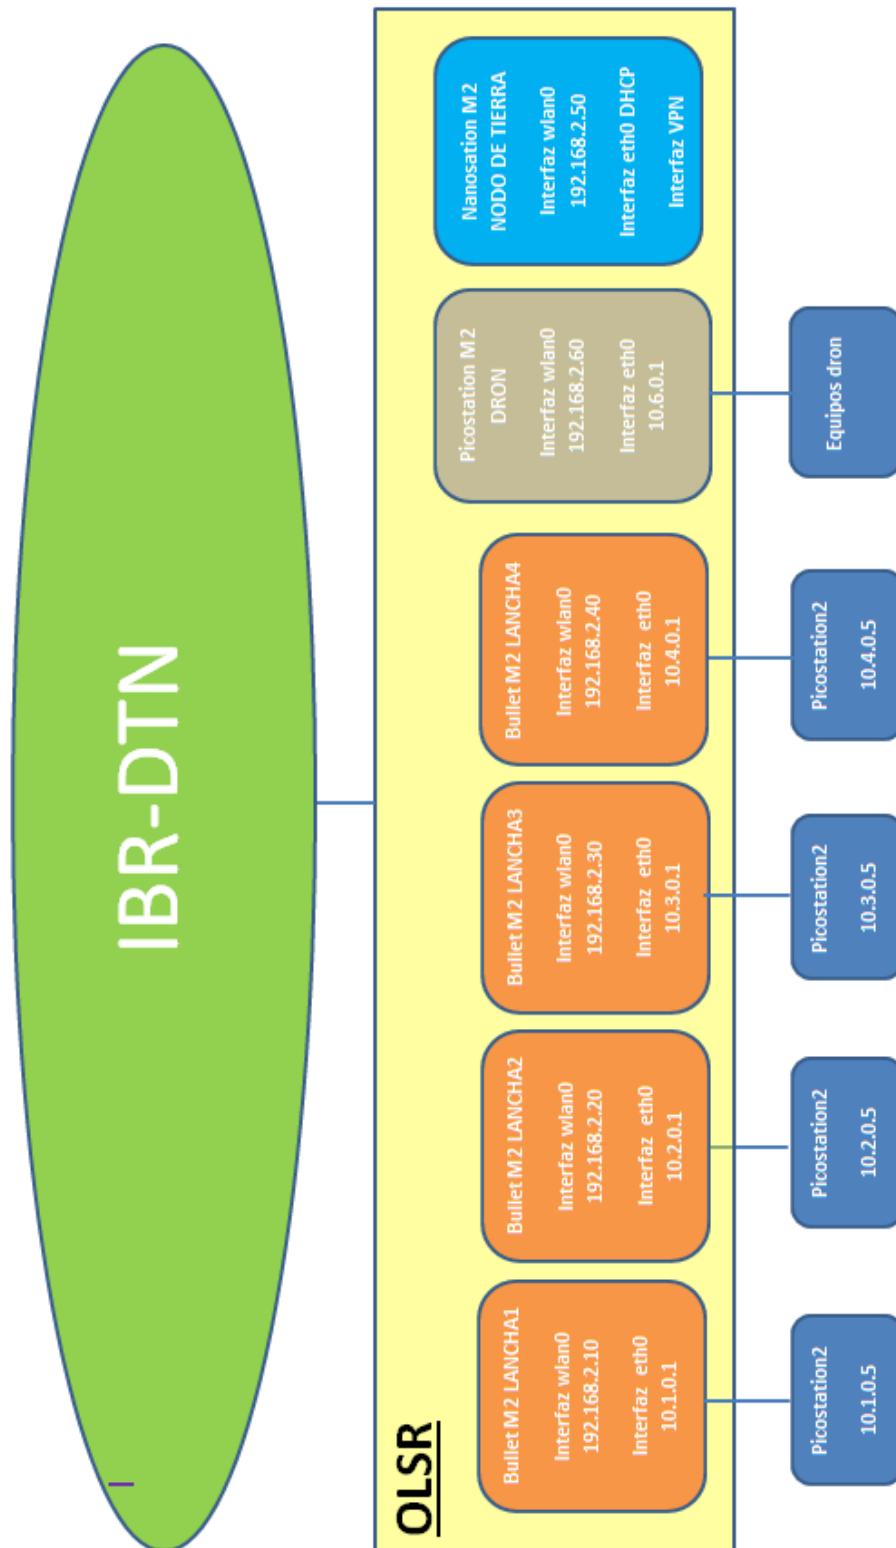 IBR-DTN
OLSR
Bullet M2 LANCHA1
Interfaz wlan0
192.168.2.10
Interfaz eth0
10.1.0.1
Bullet M2 LANCHA2
Interfaz wlan0
192.168.2.20
Interfaz eth0
10.2.0.1
Bullet M2 LANCHA3
Interfaz wlan0
192.168.2.30
Interfaz eth0
10.3.0.1
Bullet M2 LANCHA4
Interfaz wlan0
192.168.2.40
Interfaz eth0
10.4.0.1
Picostation M2
DRON
Interfaz wlan0
192.168.2.60
Interfaz eth0
10.6.0.1
Nanosation M2
NODO DE TIERRA
Interfaz wlan0
192.168.2.50
Interfaz eth0 DHCP
Interfaz VPN
Picostation2
10.1.0.5
Picostation2
10.2.0.5
Picostation2
10.3.0.5
Picostation2
10.4.0.5
Equipos dron